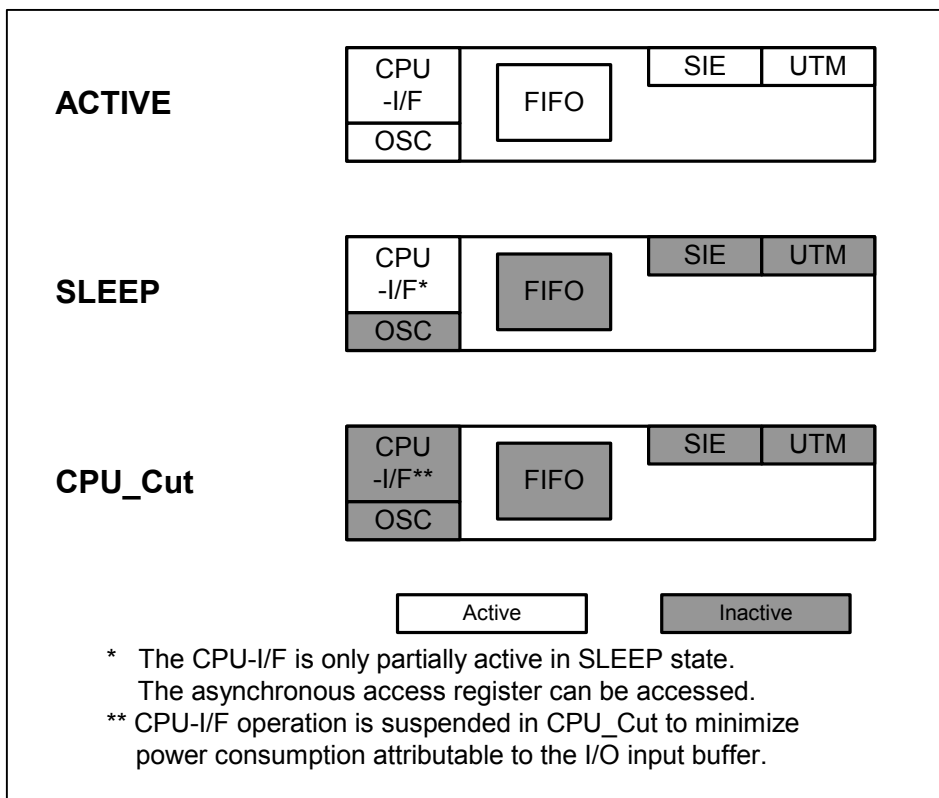 ACTIVE
CPU
-I/F
OSC
FIFO
SIE
UTM
SLEEP
CPU
-I/F*
OSC
FIFO
SIE
UTM
CPU_Cut
CPU
-I/F**
OSC
FIFO
SIE
UTM
Active
Inactive
* The CPU-I/F is only partially active in SLEEP state.
The asynchronous access register can be accessed.
** CPU-I/F operation is suspended in CPU_Cut to minimize
power consumption attributable to the I/O input buffer.